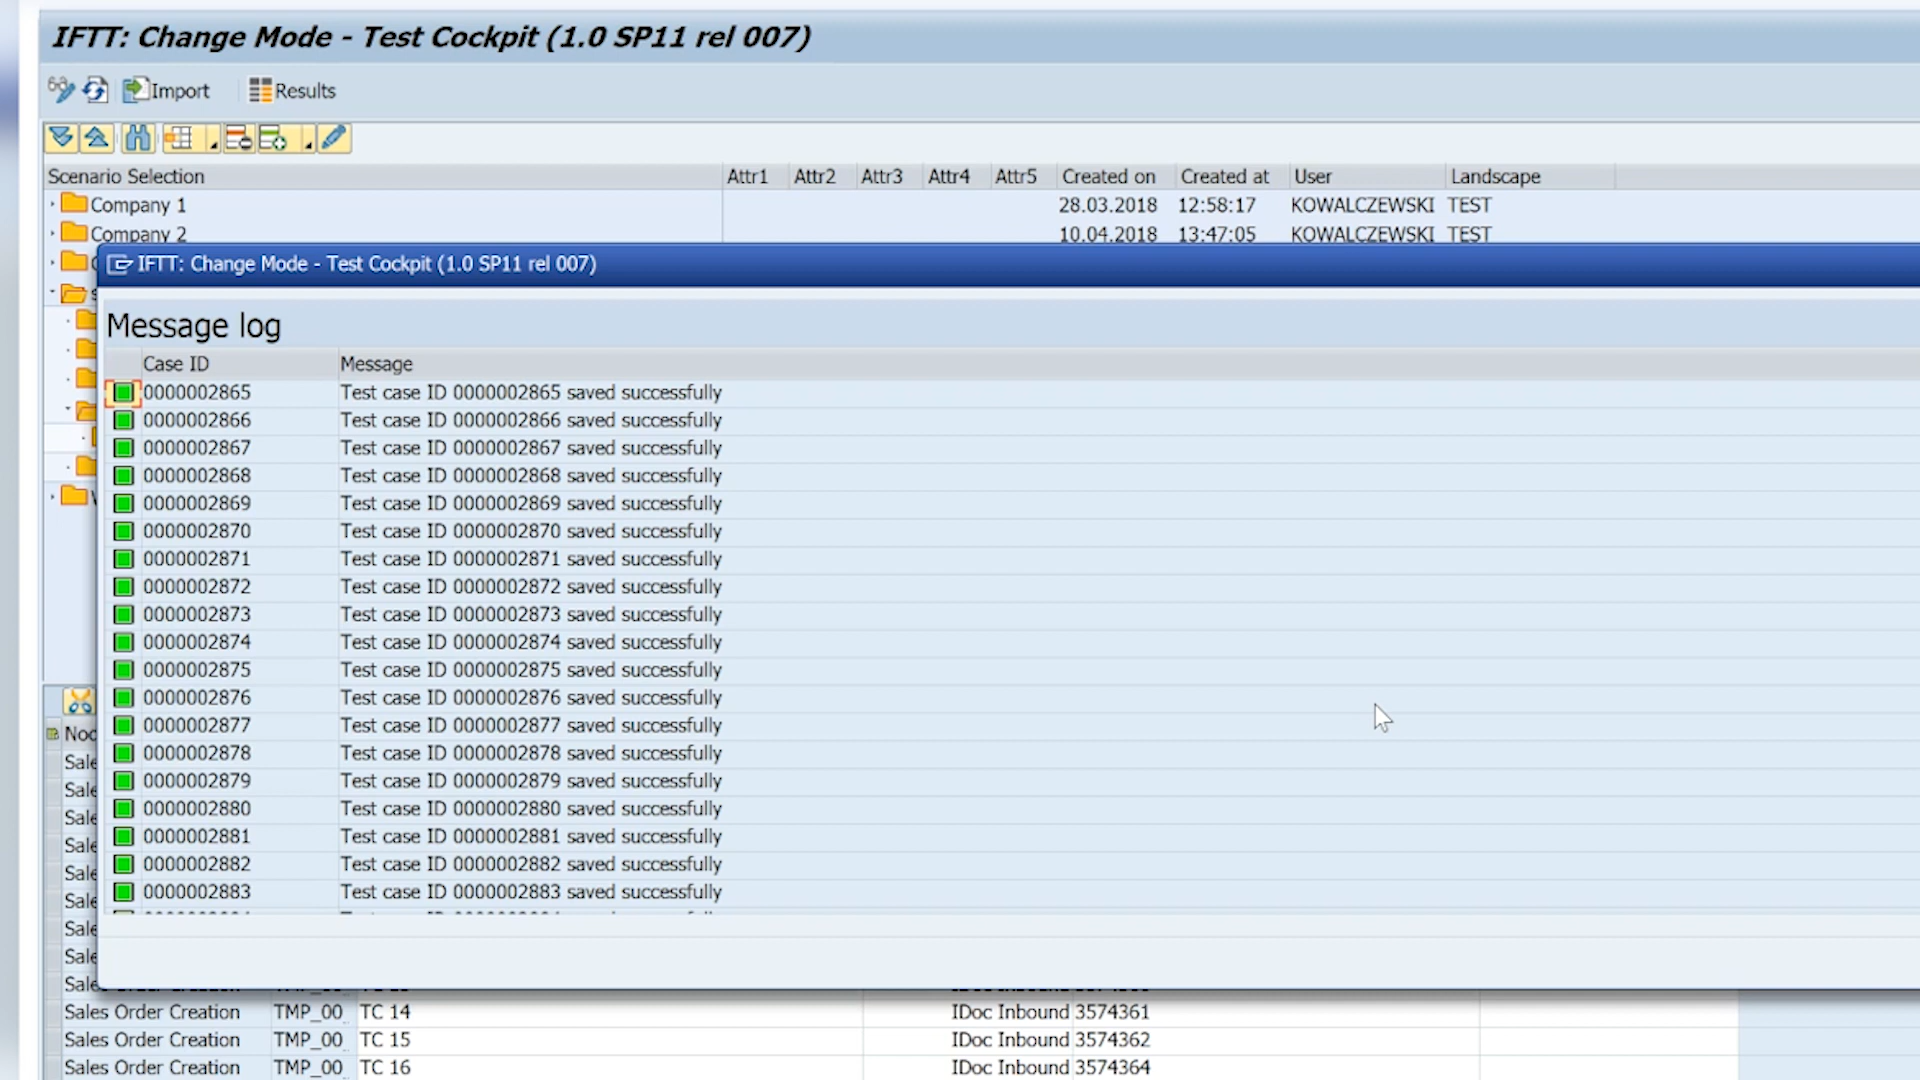 IFTT: Change Mode - Test Cockpit (1.0 SP11 rel 007)
Import Results
Scenario Selection Attr1 Attr2 Attr3 Attr4 Attr5 Created on Created at User Landscape
Company 1 28.03.2018 12:58:17 KOWALCZEWSKI TEST
Company 2 10.04.2018 13:47:05 KOWALCZEWSKI TEST
IFTT: Change Mode - Test Cockpit (1.0 SP11 rel 007)
Message log
Case ID Message
0000002865 Test case ID 0000002865 saved successfully
0000002866 Test case ID 0000002866 saved successfully
0000002867 Test case ID 0000002867 saved successfully
0000002868 Test case ID 0000002868 saved successfully
0000002869 Test case ID 0000002869 saved successfully
0000002870 Test case ID 0000002870 saved successfully
0000002871 Test case ID 0000002871 saved successfully
0000002872 Test case ID 0000002872 saved successfully
0000002873 Test case ID 0000002873 saved successfully
0000002874 Test case ID 0000002874 saved successfully
0000002875 Test case ID 0000002875 saved successfully
0000002876 Test case ID 0000002876 saved successfully
0000002877 Test case ID 0000002877 saved successfully
0000002878 Test case ID 0000002878 saved successfully
0000002879 Test case ID 0000002879 saved successfully
0000002880 Test case ID 0000002880 saved successfully
0000002881 Test case ID 0000002881 saved successfully
0000002882 Test case ID 0000002882 saved successfully
0000002883 Test case ID 0000002883 saved successfully
Noc
Sale
Sale
Sale
Sale
Sale
Sale
Sale
Sale
Sale
Sales Order Creation TMP_00 TC 14 IDoc Inbound 3574361
Sales Order Creation TMP_00 TC 15 IDoc Inbound 3574362
Sales Order Creation TMP_00 TC 16 IDoc Inbound 3574364